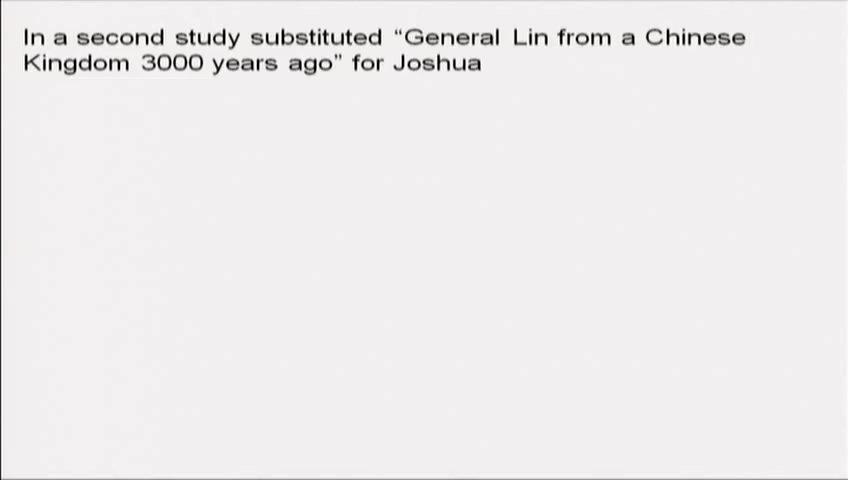 In a second study substituted “General Lin from a Chinese
Kingdom 3000 years ago” for Joshua